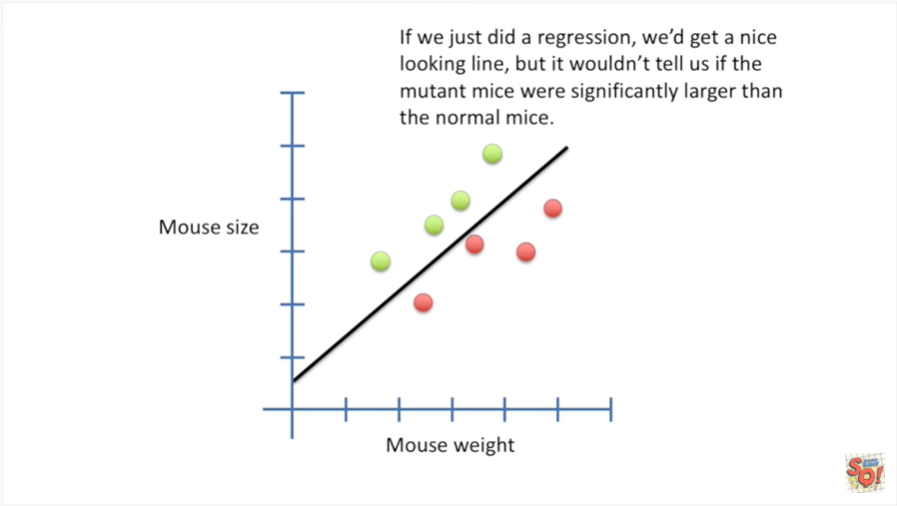 If we just did a regression, we’d get a nice
looking line, but it wouldn’t tell us if the
mutant mice were significantly larger than
the normal mice.
Mouse size
Mouse weight
SQ!